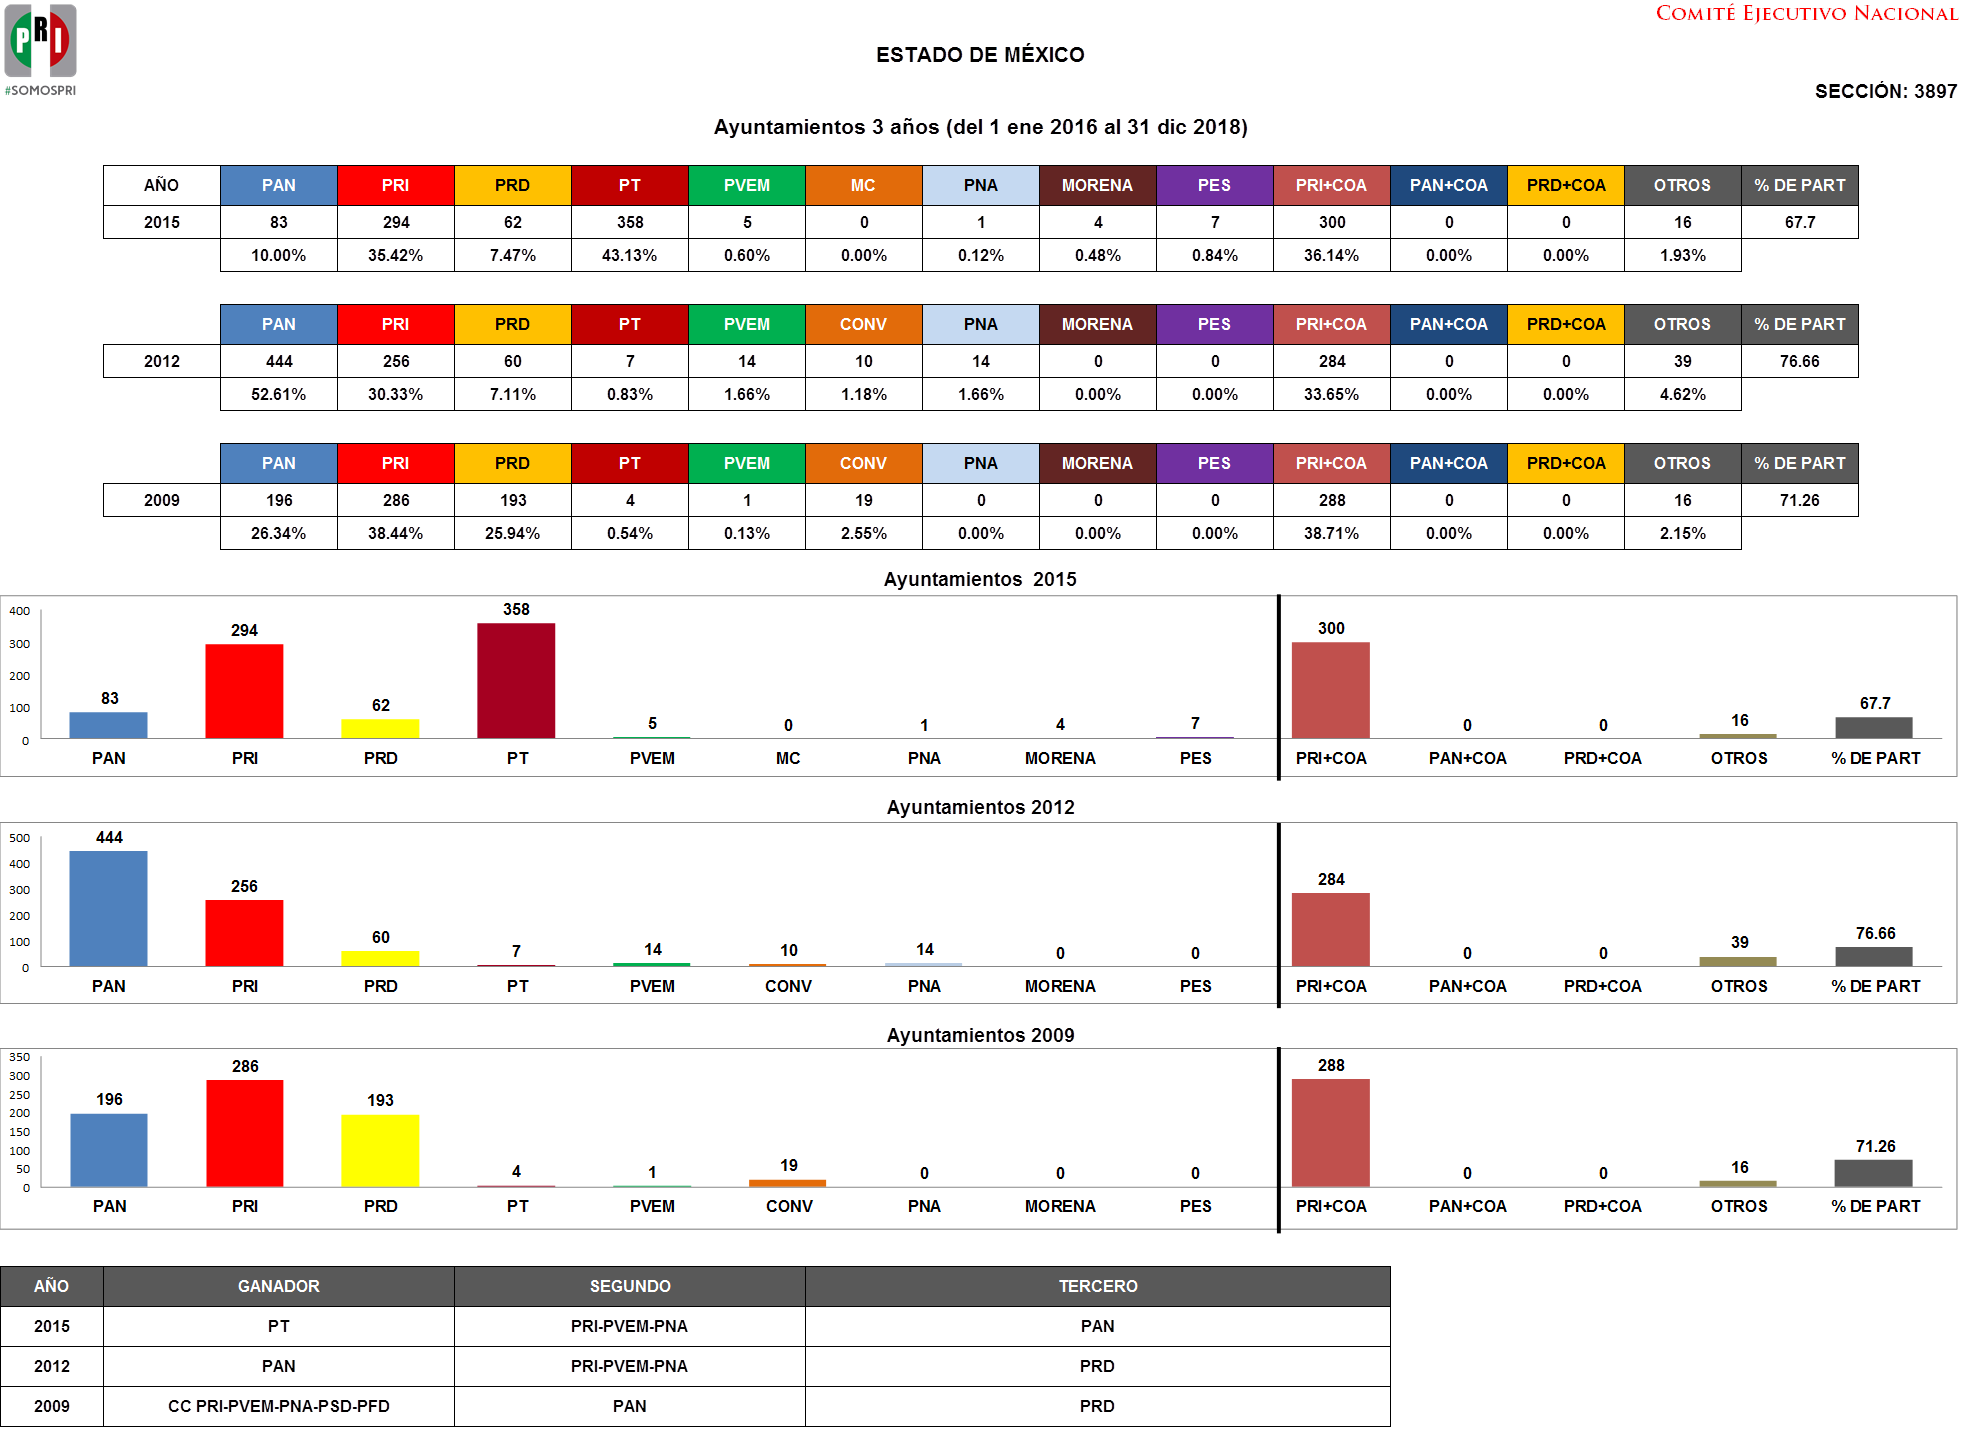 COMITÉ EJECUTIVO NACIONAL
PRI
#SOMOSPRI
ESTADO DE MÉXICO
SECCIÓN: 3897
Ayuntamientos 3 años (del 1 ene 2016 al 31 dic 2018)
AÑO PAN PRI PRD PT PVEM MC PNA MORENA PES PRI+COA PAN+COA PRD+COA OTROS % DE PART
2015 83 294 62 358 5 0 1 4 7 300 0 0 16 67.7
10.00% 35.42% 7.47% 43.13% 0.60% 0.00% 0.12% 0.48% 0.84% 36.14% 0.00% 0.00% 1.93%
PAN PRI PRD PT PVEM CONV PNA MORENA PES PRI+COA PAN+COA PRD+COA OTROS % DE PART
2012 444 256 60 7 14 10 14 0 0 284 0 0 39 76.66
52.61% 30.33% 7.11% 0.83% 1.66% 1.18% 1.66% 0.00% 0.00% 33.65% 0.00% 0.00% 4.62%
PAN PRI PRD PT PVEM CONV PNA MORENA PES PRI+COA PAN+COA PRD+COA OTROS % DE PART
2009 196 286 193 4 1 19 0 0 0 288 0 0 16 71.26
26.34% 38.44% 25.94% 0.54% 0.13% 2.55% 0.00% 0.00% 0.00% 38.71% 0.00% 0.00% 2.15%
Ayuntamientos 2015
400
300
200
100
0
83 294 62 358 5 0 1 4 7 300 0 0 16 67.7
PAN PRI PRD PT PVEM MC PNA MORENA PES PRI+COA PAN+COA PRD+COA OTROS % DE PART
Ayuntamientos 2012
500
400
300
200
100
0
444 256 60 7 14 10 14 0 0 284 0 0 39 76.66
PAN PRI PRD PT PVEM CONV PNA MORENA PES PRI+COA PAN+COA PRD+COA OTROS % DE PART
Ayuntamientos 2009
350
300
250
200
150
100
50
0
196 286 193 4 1 19 0 0 0 288 0 0 16 71.26
PAN PRI PRD PT PVEM CONV PNA MORENA PES PRI+COA PAN+COA PRD+COA OTROS % DE PART
AÑO GANADOR SEGUNDO TERCERO
2015 PT PRI-PVEM-PNA PAN
2012 PAN PRI-PVEM-PNA PRD
2009 CC PRI-PVEM-PNA-PSD-PFD PAN PRD